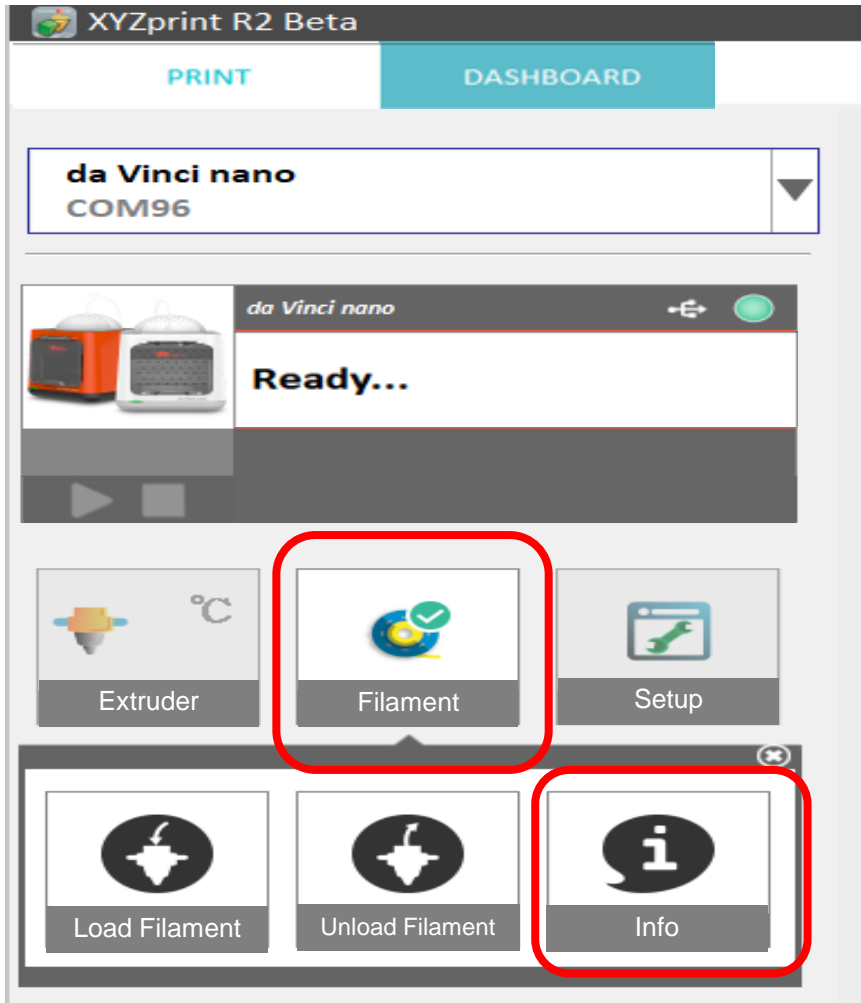 XYZprint R2 Beta
PRINT
DASHBOARD
da Vinci nano
COM96
da Vinci nano
Ready...
°C
Extruder
Filament
Setup
i
Load Filament
Unload Filament
Info